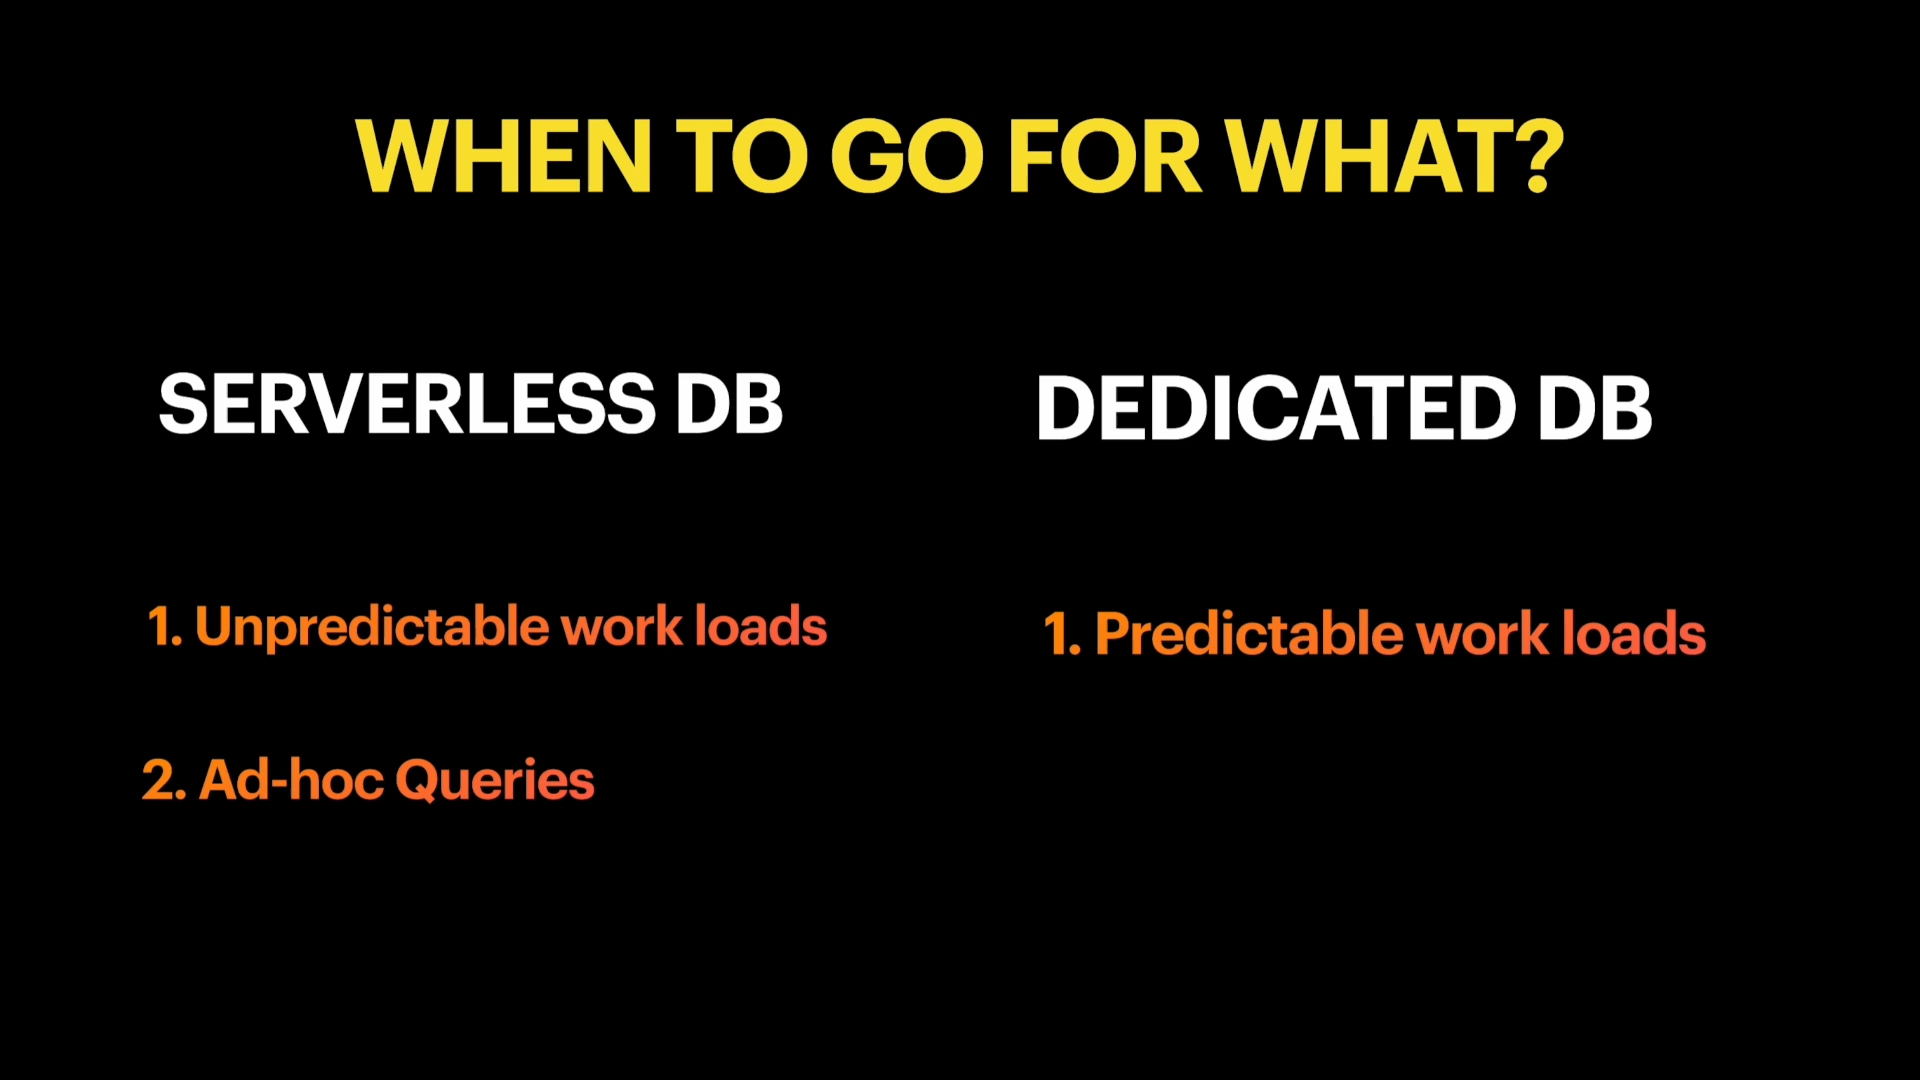 WHEN TO GO FOR WHAT?
SERVERLESS DB
1. Unpredictable work loads
2. Ad-hoc Queries
DEDICATED DB
1. Predictable work loads